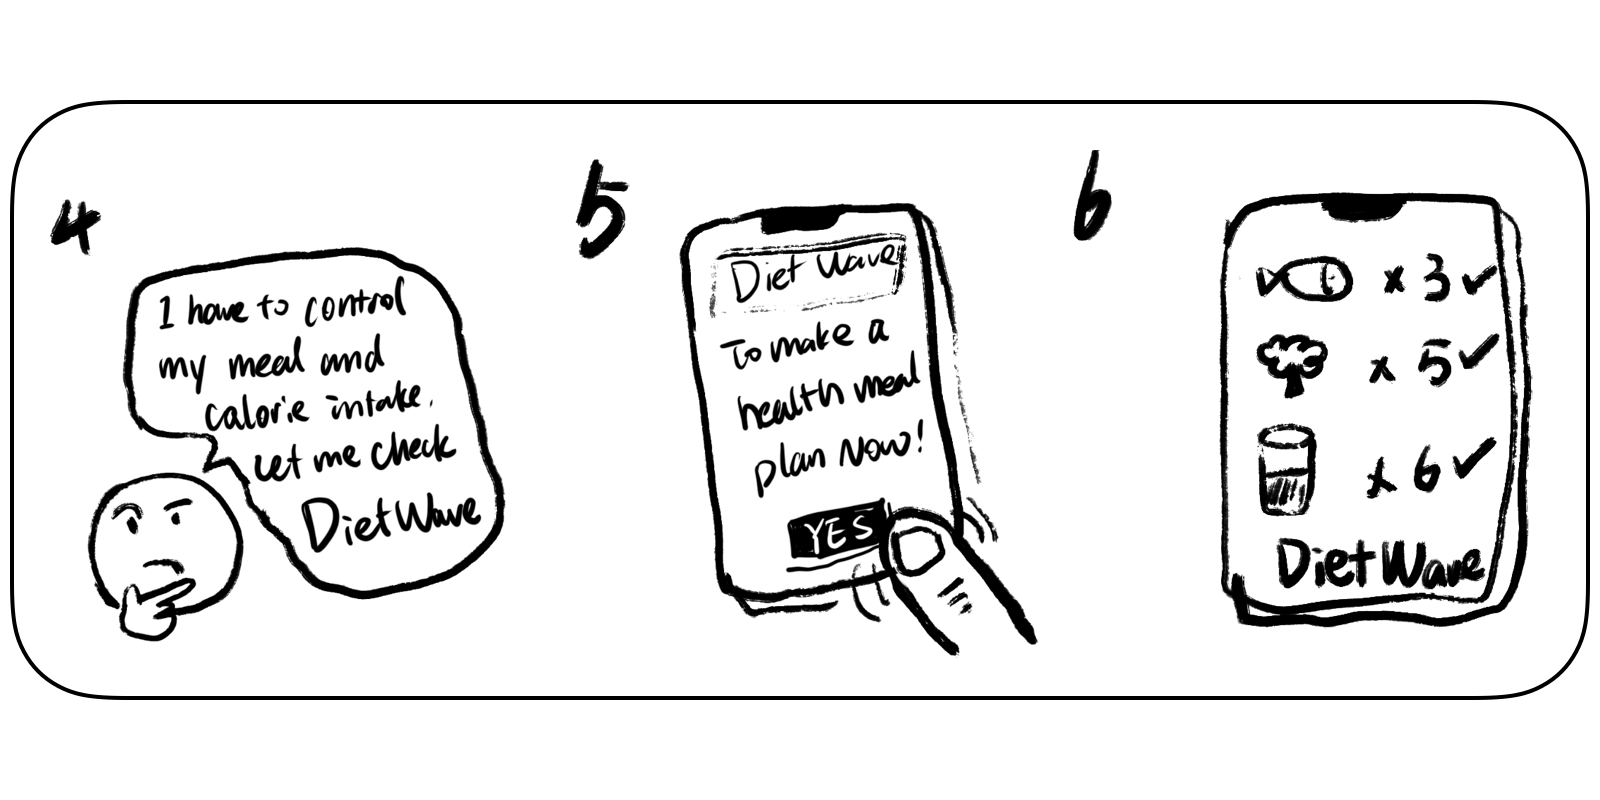 4
I have to control
my meal and
calorie intake.
Let me check
DietWave
5
Diet Wave
To make a
health meal
plan Now!
YES
6
x 3 ✓
x 5 ✓
x 6 ✓
DietWave